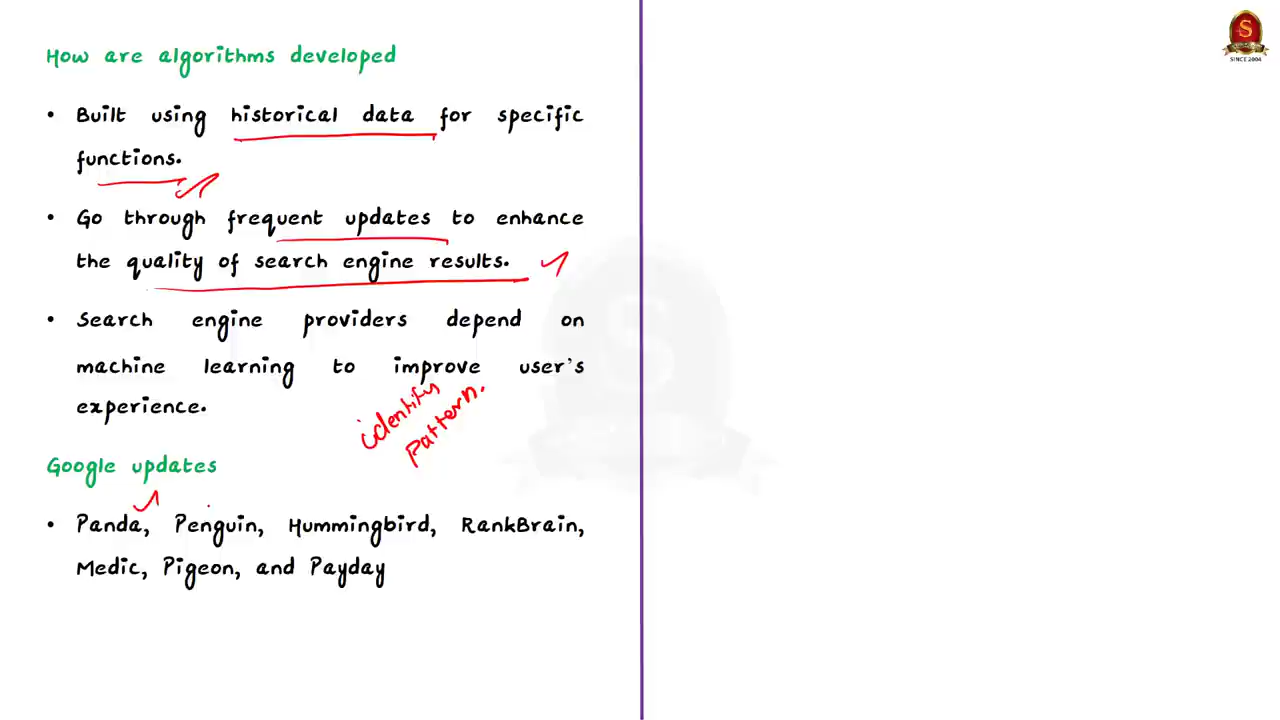 How are algorithms developed
• Built using historical data for specific
functions.
• Go through frequent updates to enhance
the quality of search engine results.
• Search engine providers depend on
machine learning to improve user's
experience.
identify
pattern.
Google updates
• Panda, Penguin, Hummingbird, RankBrain,
Medic, Pigeon, and Payday
S
SINCE 2004